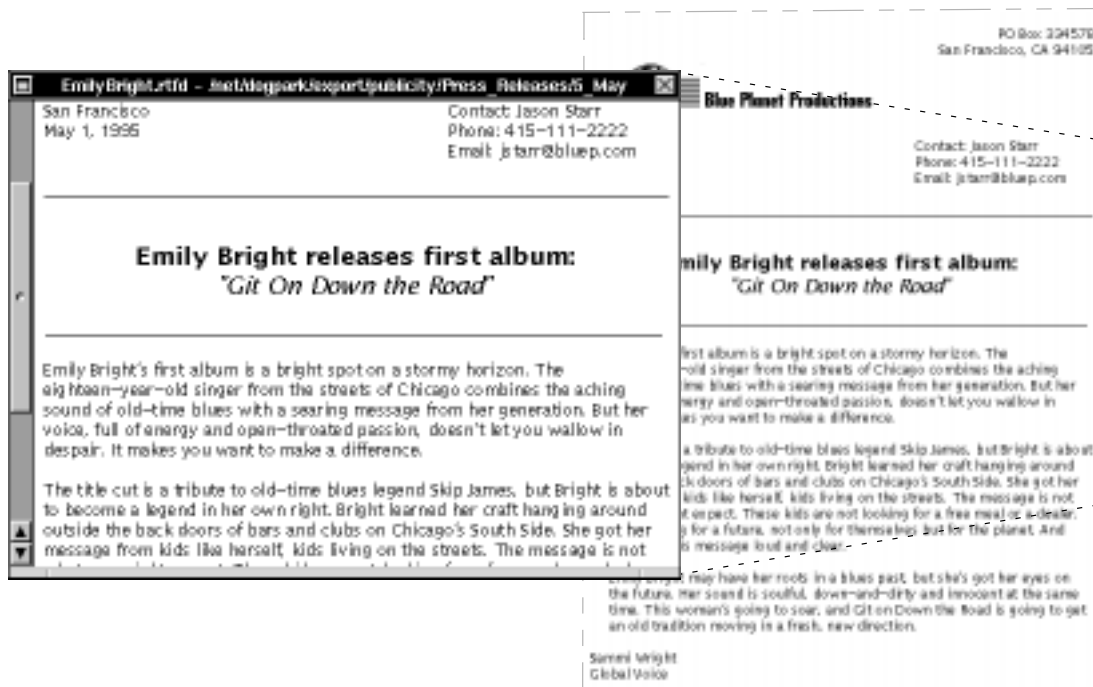 EmilyBright.rtfd – /net/dogpark/export/publicity/Press_Releases/5_May
San Francisco
May 1, 1995
Contact: Jason Starr
Phone: 415–111–2222
Email: jstarr@bluep.com
Emily Bright releases first album:
"Git On Down the Road"
Emily Bright's first album is a bright spot on a stormy horizon. The
eighteen–year–old singer from the streets of Chicago combines the aching
sound of old–time blues with a searing message from her generation. But her
voice, full of energy and open–throated passion, doesn't let you wallow in
despair. It makes you want to make a difference.
The title cut is a tribute to old–time blues legend Skip James, but Bright is about
to become a legend in her own right. Bright learned her craft hanging around
outside the back doors of bars and clubs on Chicago's South Side. She got her
message from kids like herself, kids living on the streets. The message is not
PO Box 334578
San Francisco, CA 94105
Blue Planet Productions
Contact: Jason Starr
Phone: 415–111–2222
Email: jstarr@bluep.com
mily Bright releases first album:
"Git On Down the Road"
first album is a bright spot on a stormy horizon. The
–old singer from the streets of Chicago combines the aching
ime blues with a searing message from her generation. But her
nergy and open–throated passion, doesn't let you wallow in
es you want to make a difference.
a tribute to old–time blues legend Skip James, but Bright is about
gend in her own right. Bright learned her craft hanging around
ck doors of bars and clubs on Chicago's South Side. She got her
kids like herself, kids living on the streets. The message is not
t expect. These kids are not looking for a free meal or a dealer.
g for a future, not only for themselves but for the planet. And
s message loud and clear.
Emily Bright may have her roots in a blues past, but she's got her eyes on
the future. Her sound is soulful, down–and–dirty and innocent at the same
time. This woman's going to soar, and Git on Down the Road is going to get
an old tradition moving in a fresh, new direction.
Sammi Wright
Global Voice